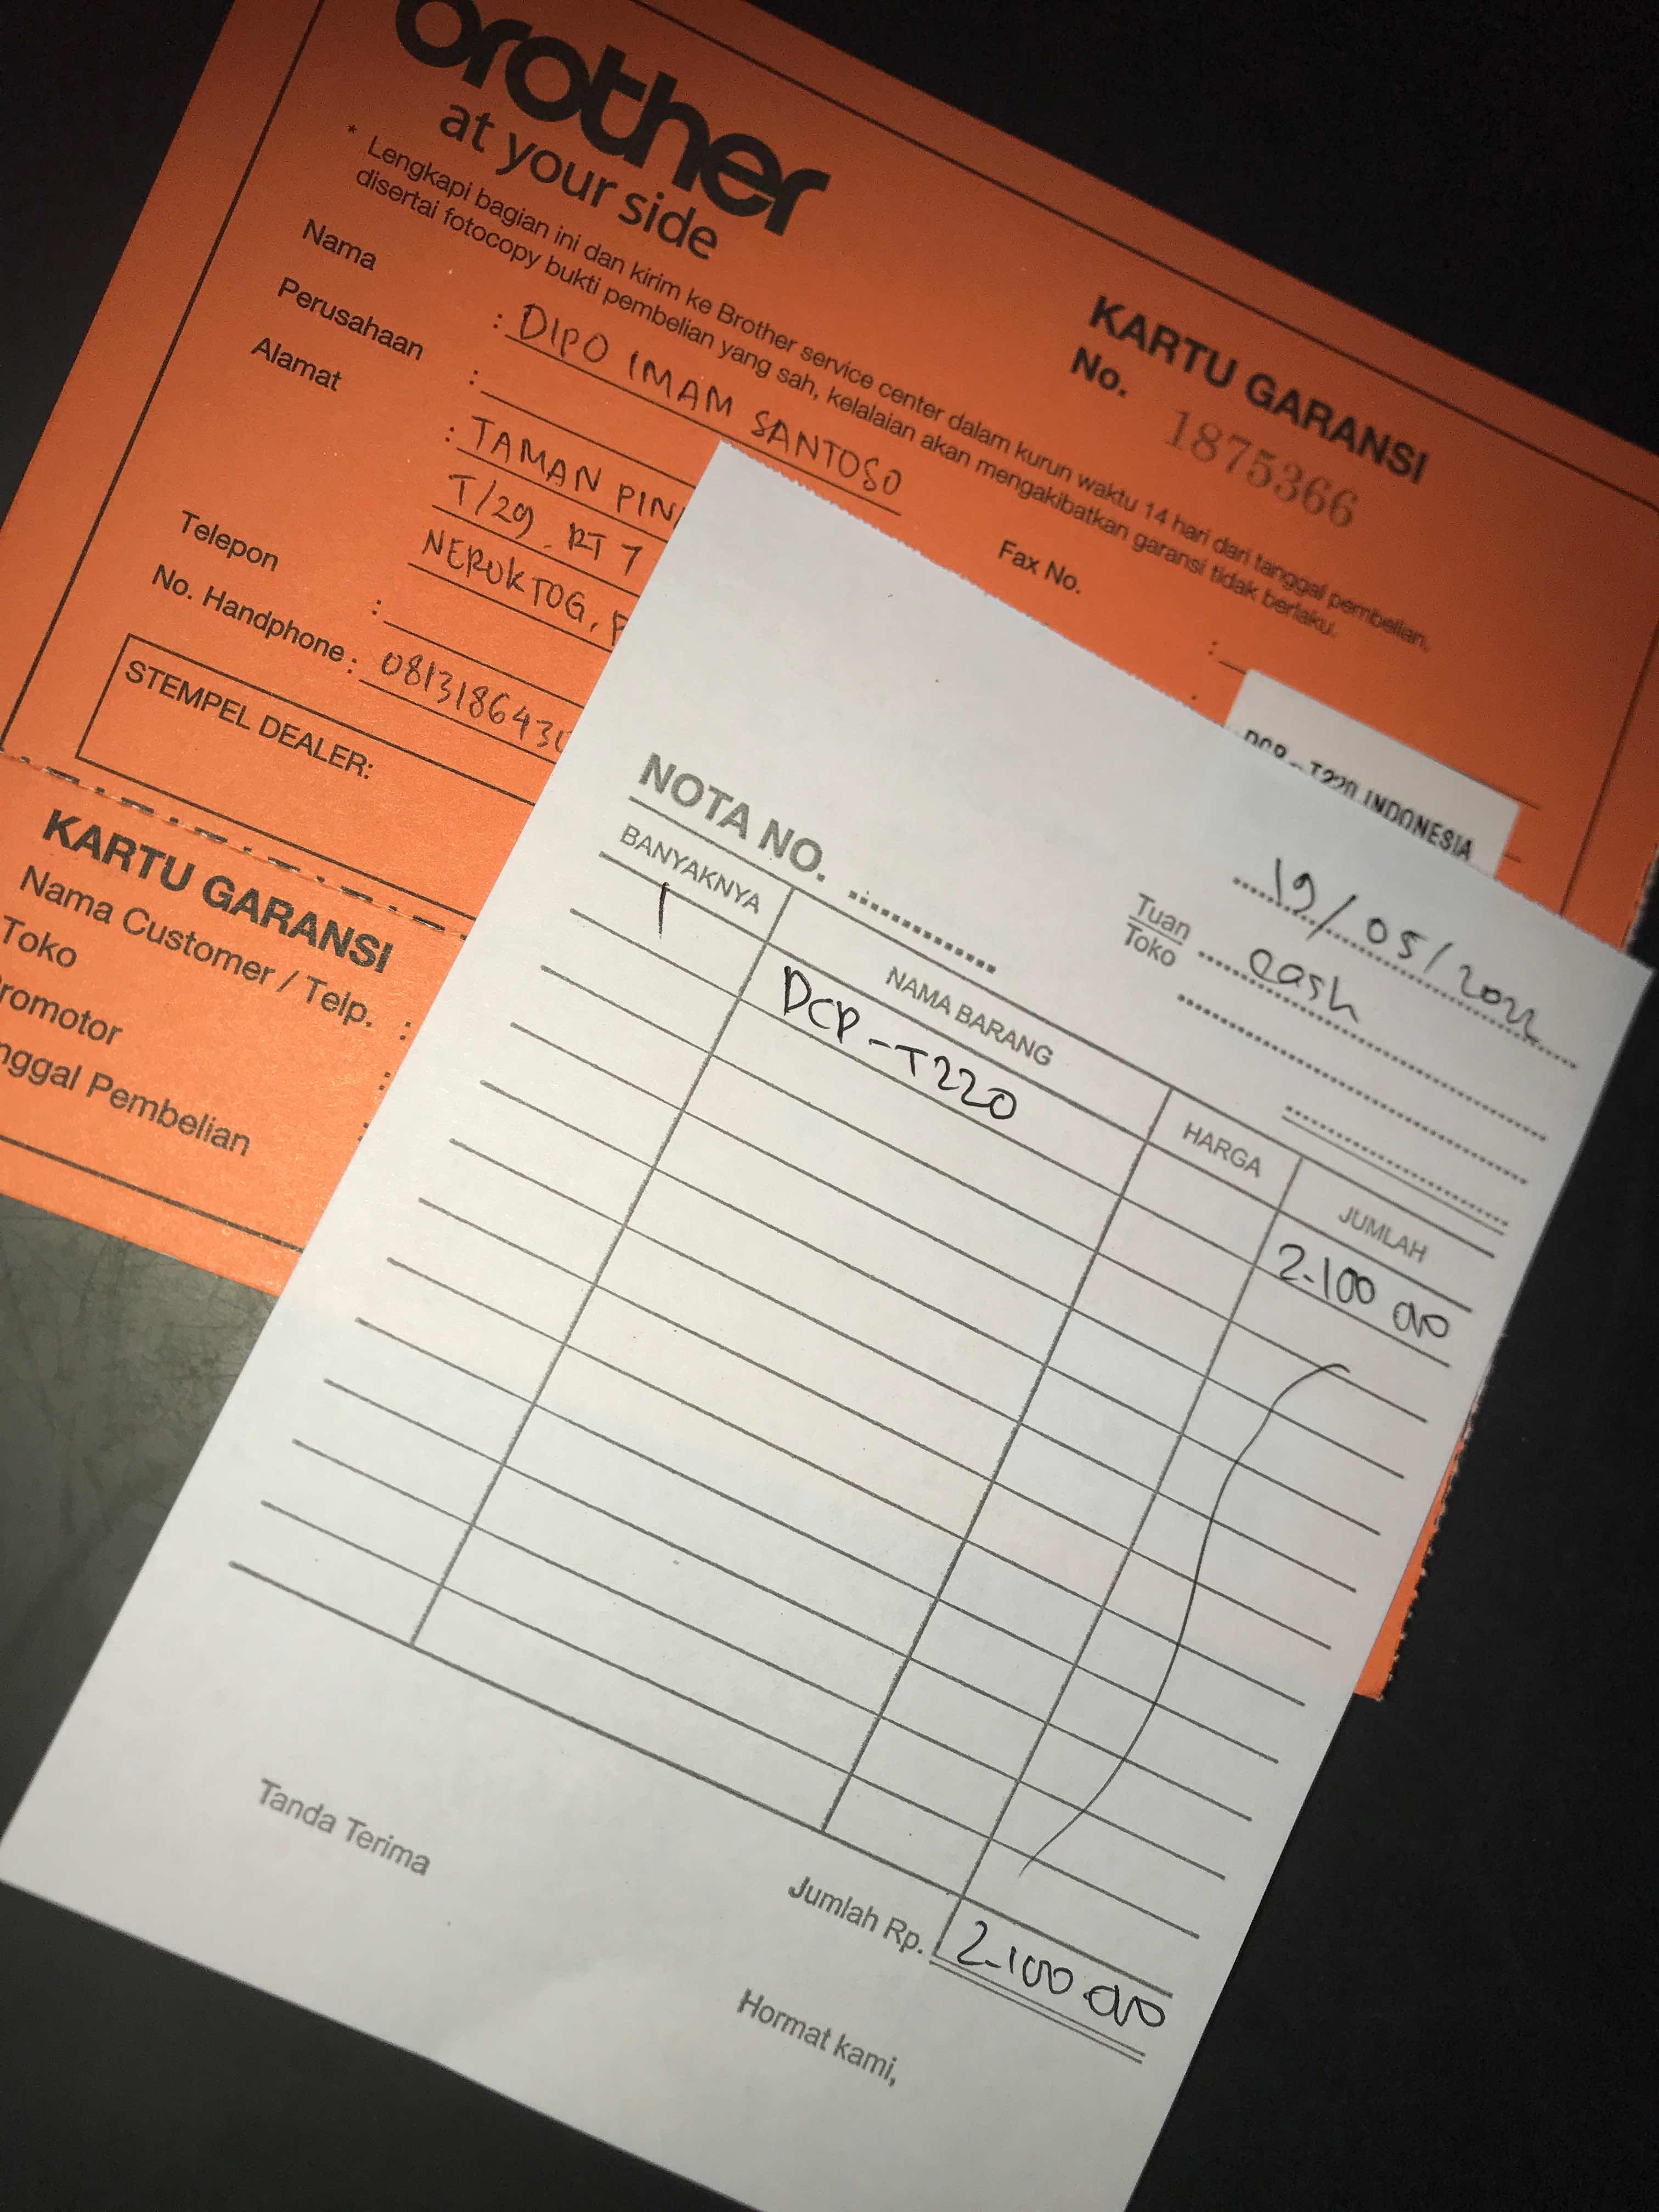 brother
at your side
* Lengkapi bagian ini dan kirim ke Brother service center dalam kurun waktu 14 hari dari tanggal pembelian,
disertai fotocopy bukti pembelian yang sah, kelalaian akan mengakibatkan garansi tidak berlaku.
KARTU GARANSI
No. 1875366
Nama : DIPO IMAM SANTOSO
Perusahaan :
Alamat : TAMAN PIN
T/29. RT 7
Telepon :
Fax No. :
No. Handphone : 081318643
STEMPEL DEALER:
DCP - T220 INDONESIA
KARTU GARANSI
Nama Customer / Telp. :
Toko
romotor :
nggal Pembelian :
NOTA NO. ............
19/05/2022
Tuan
Toko
cash
BANYAKNYA NAMA BARANG HARGA JUMLAH
1 DCP-T220 2.100
Jumlah Rp. 2.100
Tanda Terima
Hormat kami,